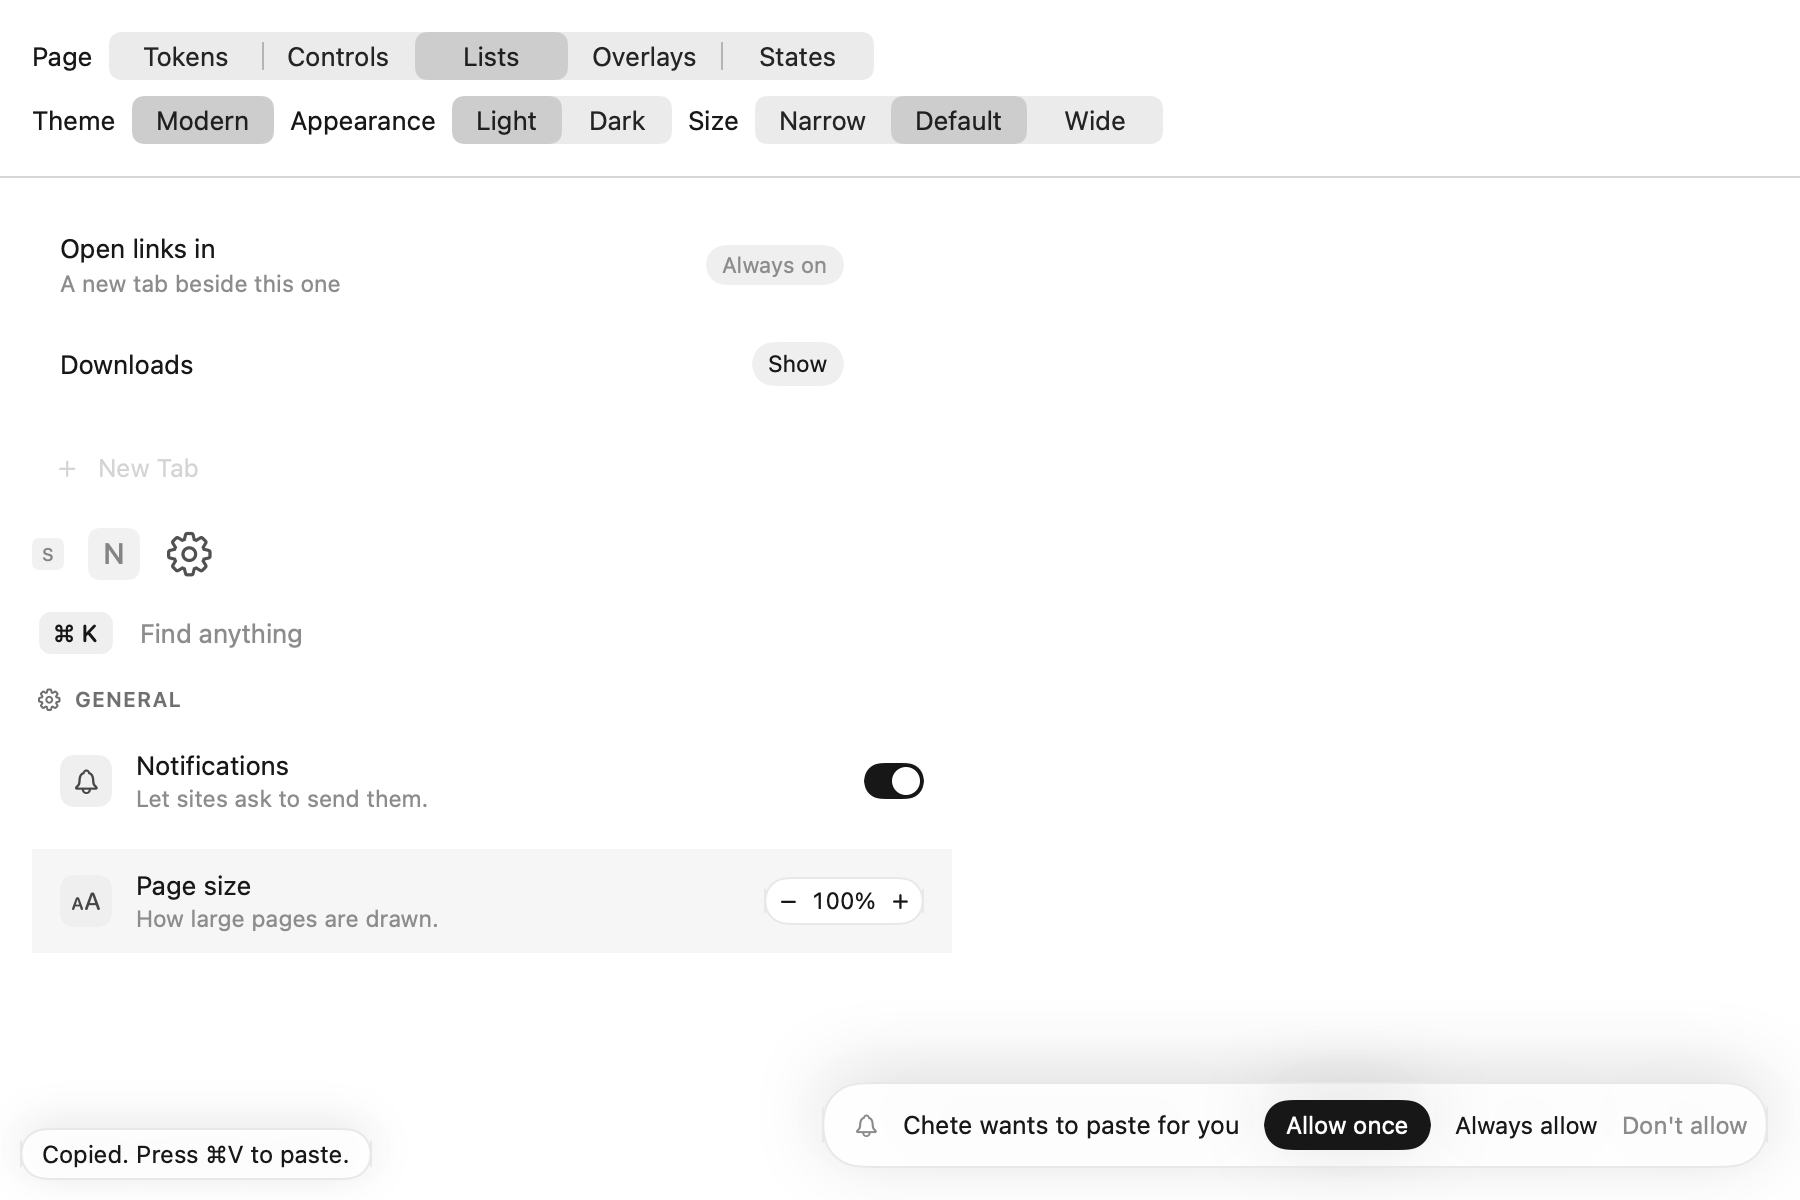 Page Tokens Controls Lists Overlays States
Theme Modern Appearance Light Dark Size Narrow Default Wide
Open links in
A new tab beside this one
Always on
Downloads
Show
+ New Tab
S N
⌘ K Find anything
GENERAL
Notifications
Let sites ask to send them.
AA
Page size
How large pages are drawn.
− 100% +
Chete wants to paste for you Allow once Always allow Don't allow
Copied. Press ⌘V to paste.